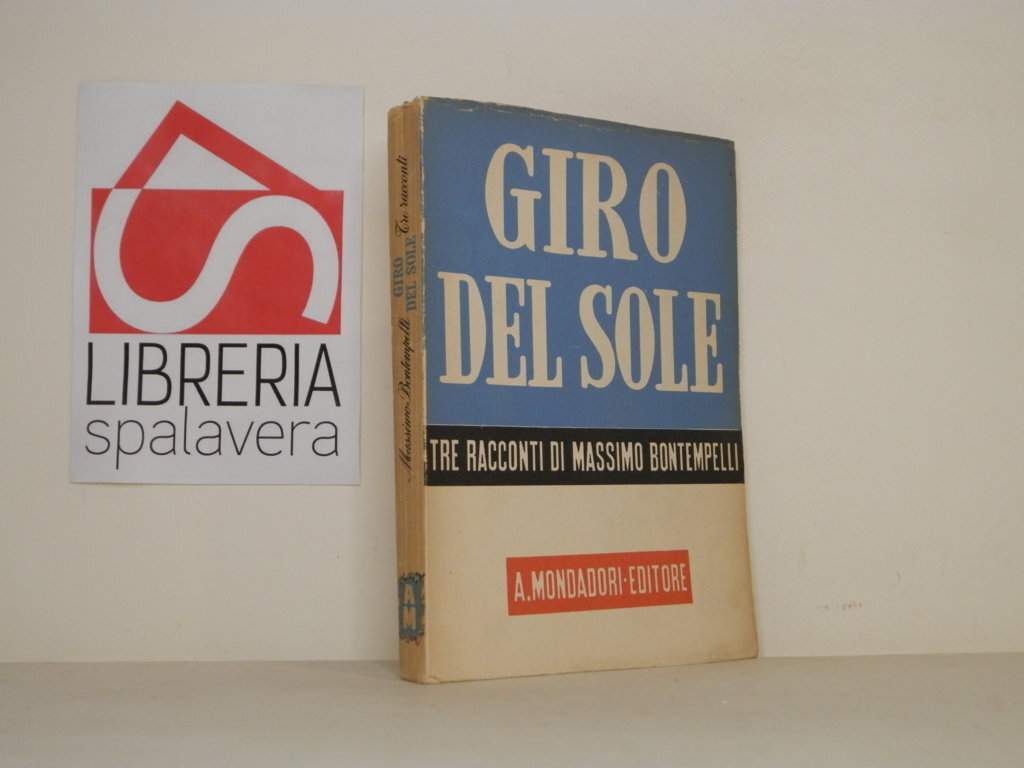 LIBRERIA
spalavera
Massimo Bontempelli GIRO DEL SOLE Tre racconti
A M
GIRO
DEL SOLE
TRE RACCONTI DI MASSIMO BONTEMPELLI
A. MONDADORI · EDITORE